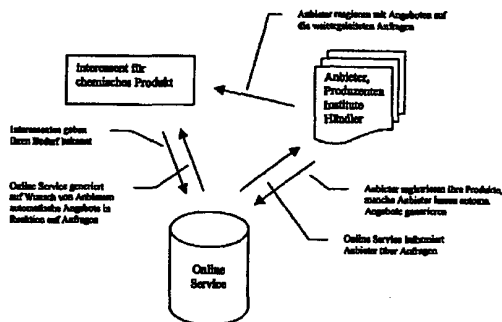 Anbieter reagieren mit Angeboten auf
die weitergeleiteten Anfragen
Interessent für
chemisches Produkt
Anbieter,
Produzenten
Institute
Händler
Interessenten geben
ihren Bedarf bekannt
Online Service generiert
auf Wunsch von Anbietern
automatische Angebote in
Reaktion auf Anfragen
Anbieter registrieren ihre Produkte,
manche Anbieter lassen autom.
Angebote generieren
Online Service informiert
Anbieter über Anfragen
Online
Service